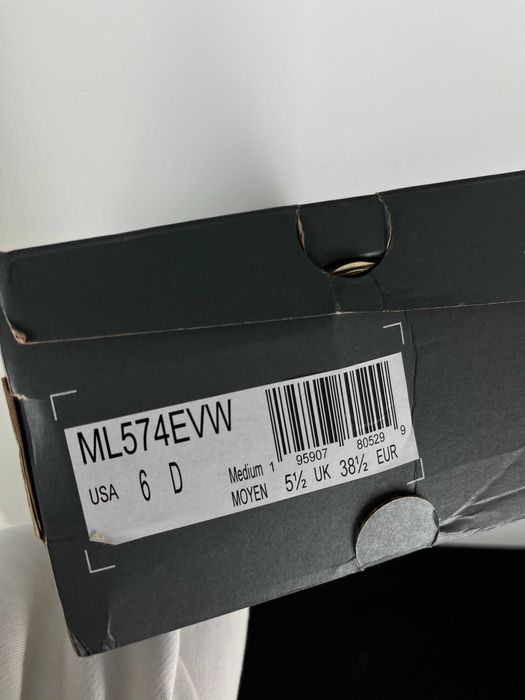 ML574EVW
1 95907 80529 9
USA 6 D Medium MOYEN 5½ UK 38½ EUR